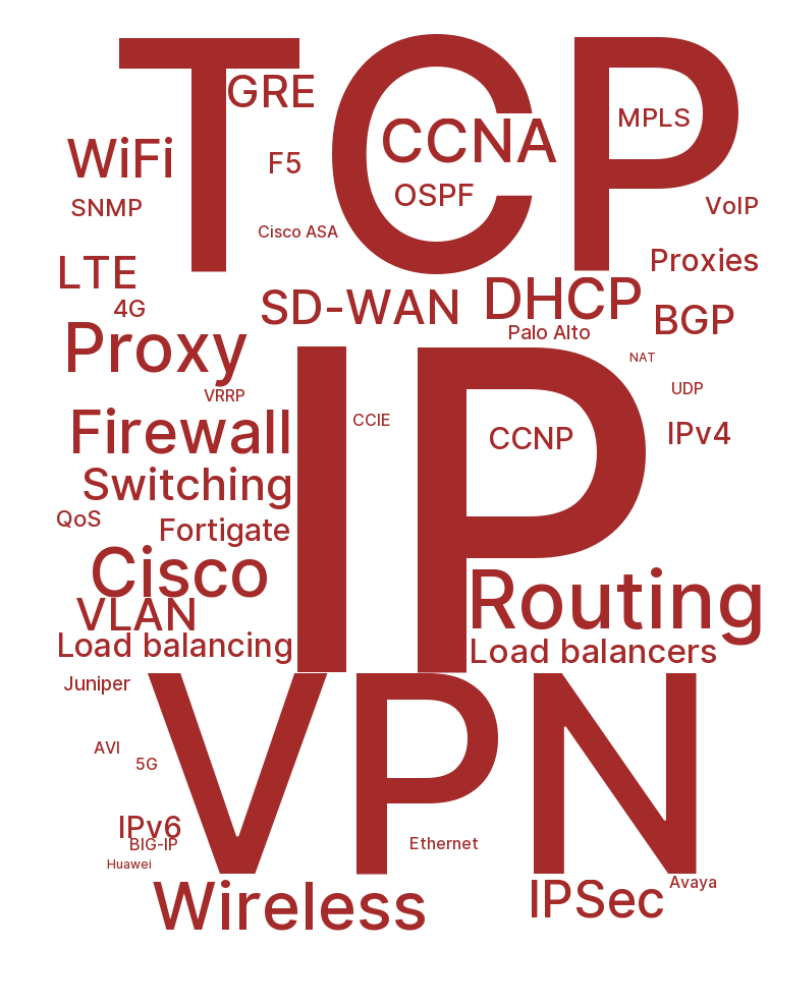 TCP
GRE
CCNA
MPLS
WiFi
F5
OSPF
SNMP
VoIP
Cisco ASA
Proxies
LTE
4G
SD-WAN
DHCP
BGP
Palo Alto
Proxy
NAT
IP
VRRP
UDP
CCIE
Firewall
CCNP
IPv4
Switching
QoS
Fortigate
Cisco
Routing
VLAN
Load balancing
Load balancers
Juniper
VPN
AVI
5G
IPv6
BIG-IP
Ethernet
Huawei
Avaya
Wireless
IPSec